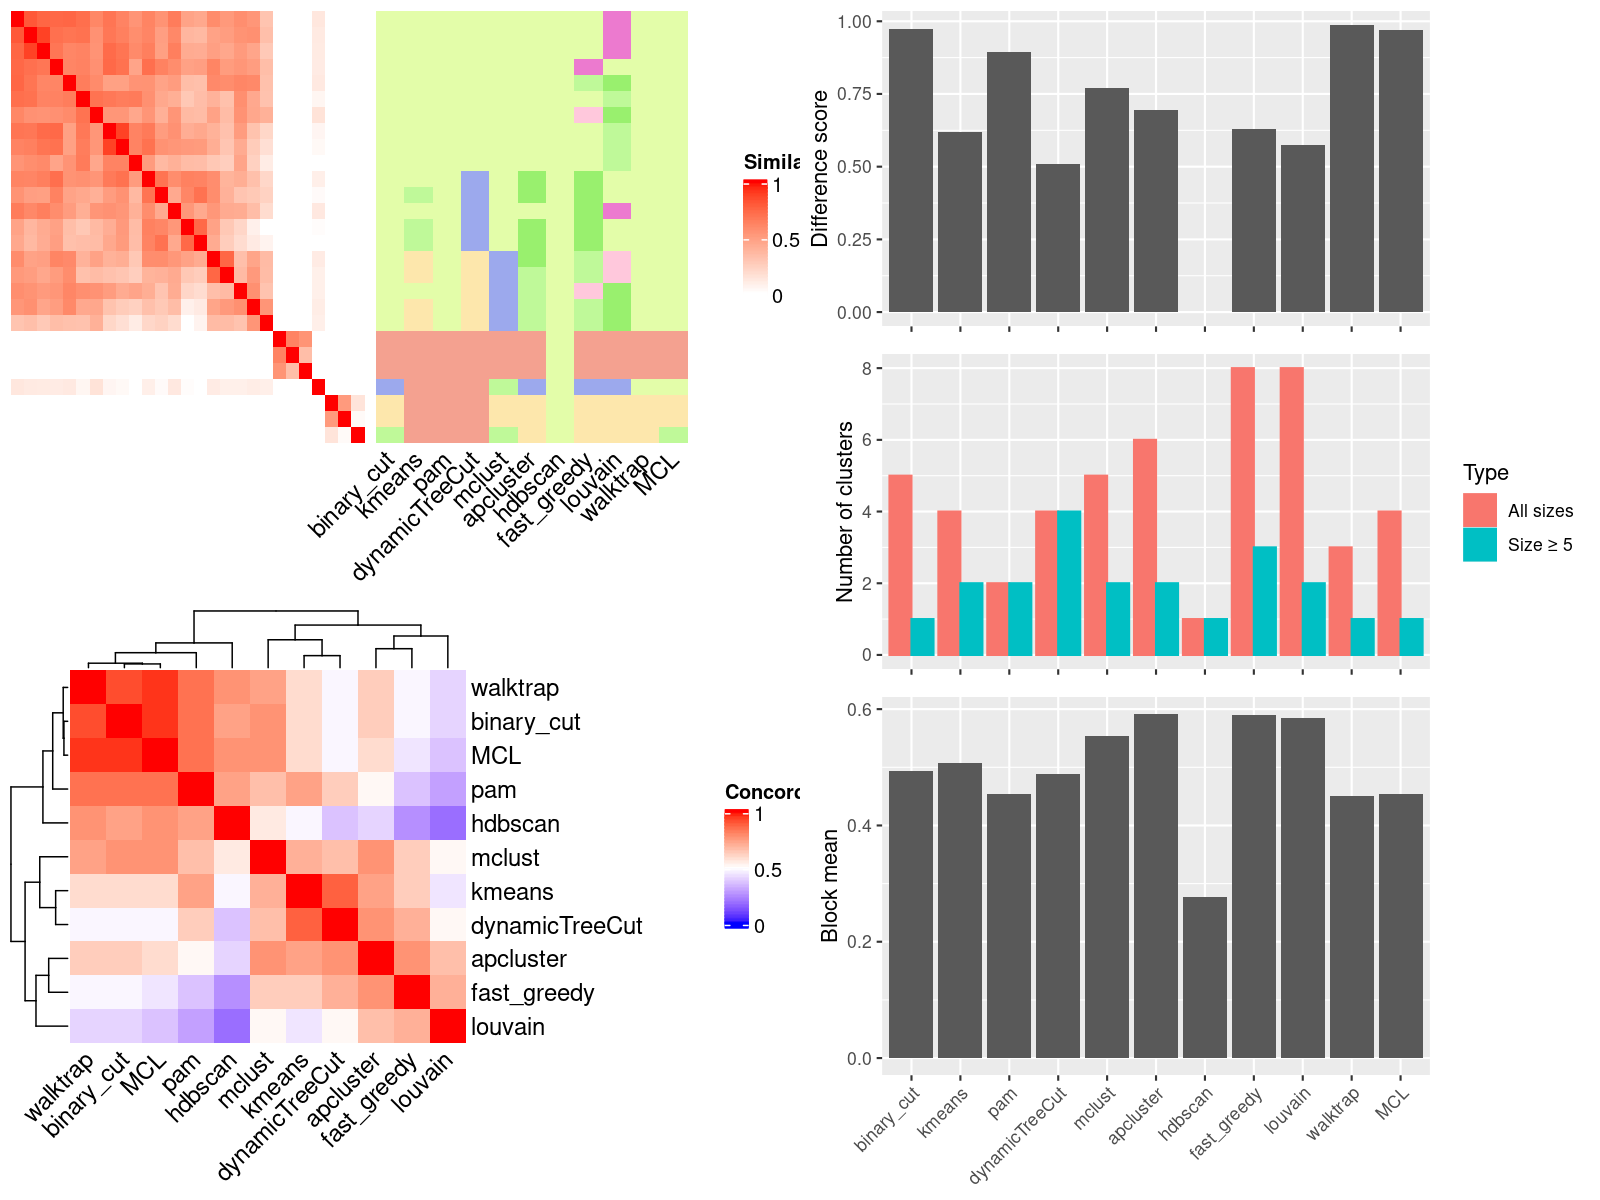 Simila
1
0.5
0
binary_cut
kmeans
pam
dynamicTreeCut
mclust
apcluster
hdbscan
fast_greedy
louvain
walktrap
MCL
walktrap
binary_cut
MCL
pam
hdbscan
mclust
kmeans
dynamicTreeCut
apcluster
fast_greedy
louvain
walktrap
binary_cut
MCL
pam
hdbscan
mclust
kmeans
dynamicTreeCut
apcluster
fast_greedy
louvain
Concord
1
0.5
0
Difference score
1.00
0.75
0.50
0.25
0.00
Number of clusters
8
6
4
2
0
Type
All sizes
Size ≥ 5
Block mean
0.6
0.4
0.2
0.0
binary_cut
kmeans
pam
dynamicTreeCut
mclust
apcluster
hdbscan
fast_greedy
louvain
walktrap
MCL